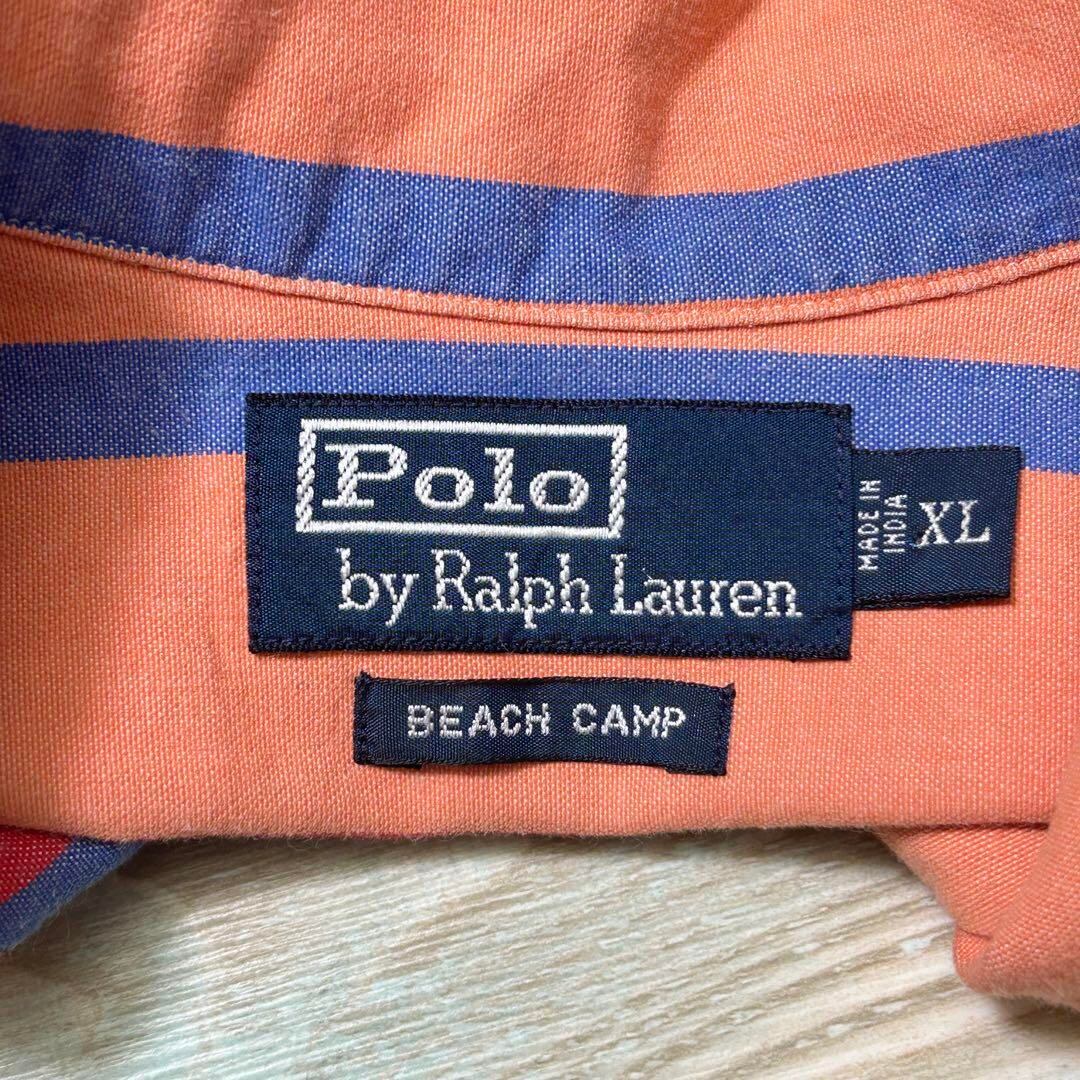 Polo
by Ralph Lauren
MADE IN
INDIA
XL
BEACH CAMP